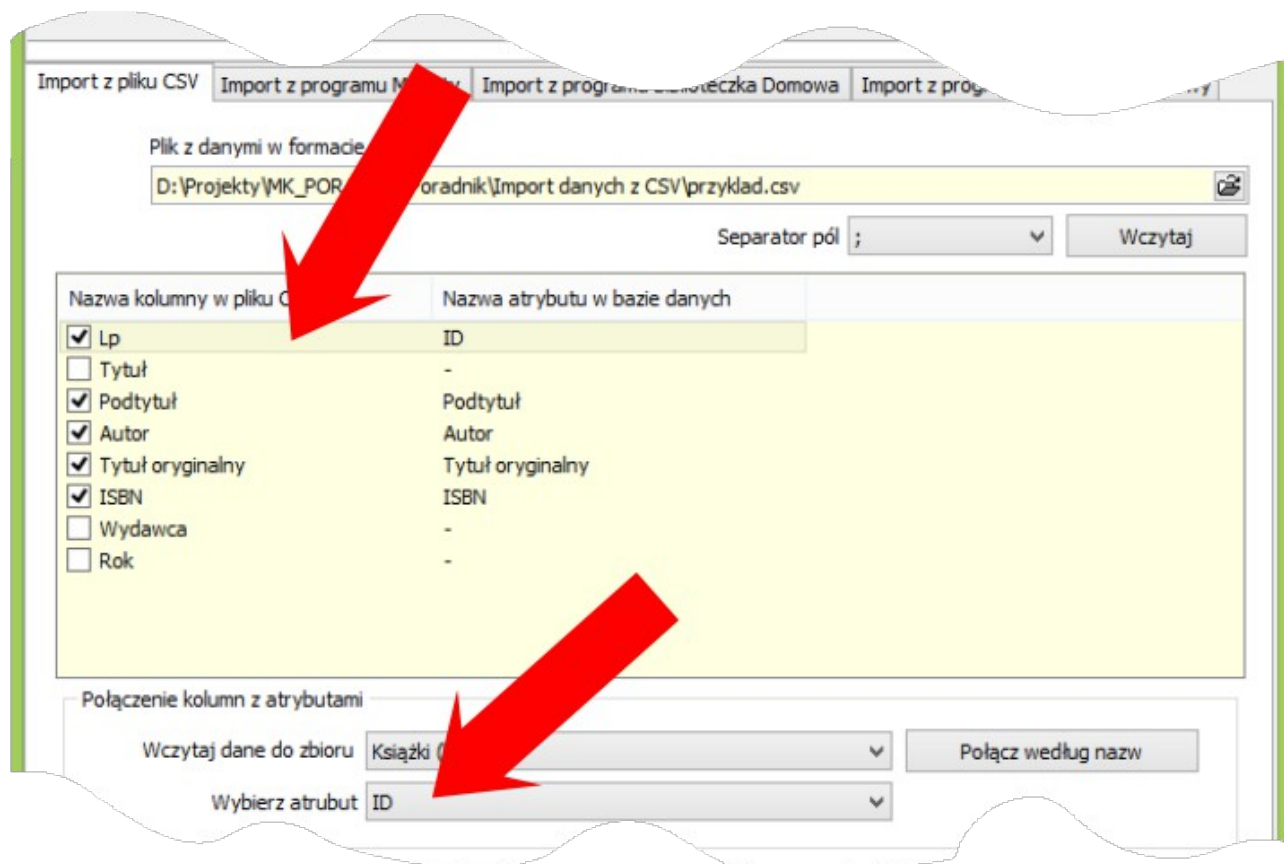 Import z pliku CSV Import z programu Import z Biblioteczka Domowa Import z
Plik z danymi w formacie
D:\Projekty\MK_POR oradnik\Import danych z CSV\przyklad.csv
Separator pól ; Wczytaj
Nazwa kolumny w pliku Nazwa atrybutu w bazie danych
Lp ID
Tytuł -
Podtytuł Podtytuł
Autor Autor
Tytuł oryginalny Tytuł oryginalny
ISBN ISBN
Wydawca -
Rok -
Połączenie kolumn z atrybutami
Wczytaj dane do zbioru Książki ( Połącz według nazw
Wybierz atrubut ID